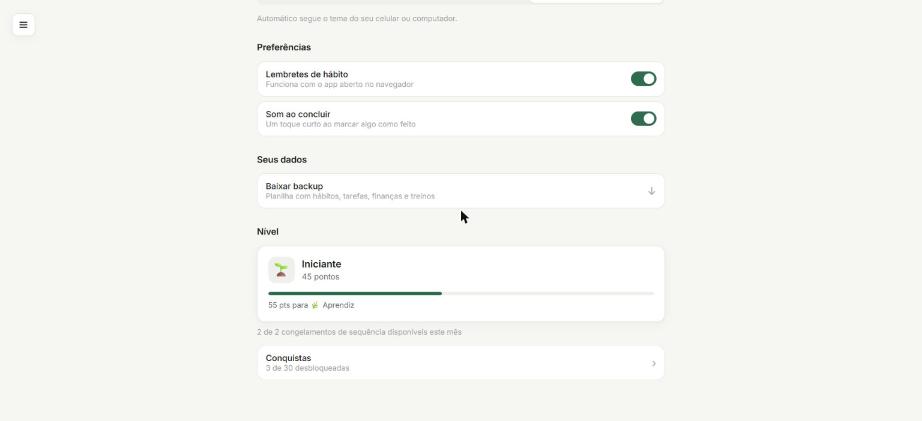 Automático segue o tema do seu celular ou computador.
Preferências
Lembretes de hábito
Funciona com o app aberto no navegador
Som ao concluir
Um toque curto ao marcar algo como feito
Seus dados
Baixar backup
Planilha com hábitos, tarefas, finanças e treinos
Nível
Iniciante
45 pontos
55 pts para 🌿 Aprendiz
2 de 2 congelamentos de sequência disponíveis este mês
Conquistas
3 de 30 desbloqueadas